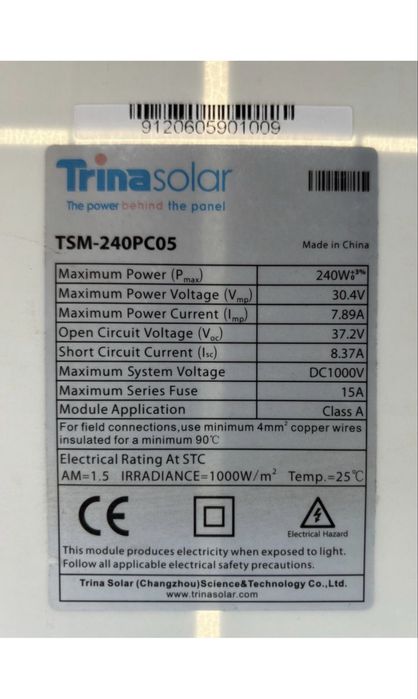 9120605901009
Trinasolar
The power behind the panel
TSM-240PC05 Made in China
Maximum Power (Pmax) 240W+3% 0
Maximum Power Voltage (Vmp) 30.4V
Maximum Power Current (Imp) 7.89A
Open Circuit Voltage (Voc) 37.2V
Short Circuit Current (Isc) 8.37A
Maximum System Voltage DC1000V
Maximum Series Fuse 15A
Module Application Class A
For field connections,use minimum 4mm² copper wires
insulated for a minimum 90℃
Electrical Rating At STC
AM=1.5 IRRADIANCE=1000W/m² Temp.=25℃
CE
Electrical Hazard
This module produces electricity when exposed to light.
Follow all applicable electrical safety precautions.
Trina Solar (Changzhou)Science&Technology Co.,Ltd.
www.trinasolar.com